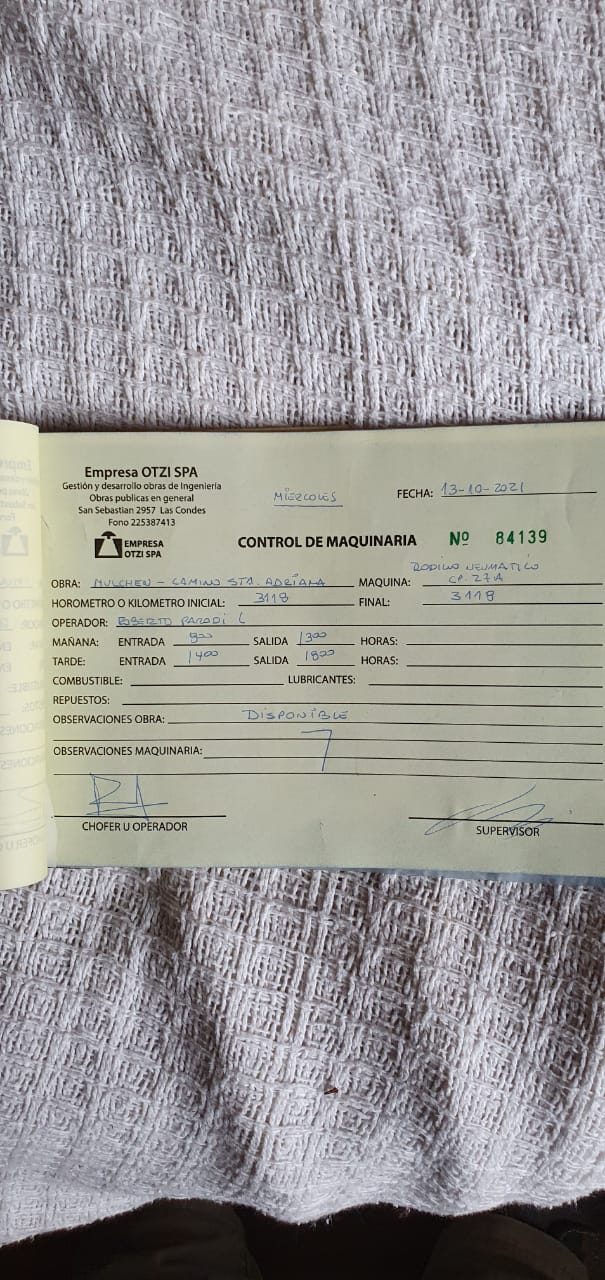 Empresa OTZI SPA
Gestión y desarrollo obras de Ingeniería
Obras publicas en general
San Sebastian 2957 Las Condes
Fono 225387413
EMPRESA
OTZI SPA
MIERCOLES
FECHA: 13-10-2021
CONTROL DE MAQUINARIA Nº 84139
OBRA: MULCHEN - CAMINO STA. ADRIANA MAQUINA: RODILLO NEUMATICO
CP. 27A
HOROMETRO O KILOMETRO INICIAL: 3118 FINAL: 3118
OPERADOR: ROBERTO PARODI L
MAÑANA: ENTRADA 800 SALIDA 1300 HORAS:
TARDE: ENTRADA 1400 SALIDA 1800 HORAS:
COMBUSTIBLE: LUBRICANTES:
REPUESTOS:
OBSERVACIONES OBRA: DISPONIBLE
OBSERVACIONES MAQUINARIA:
CHOFER U OPERADOR
SUPERVISOR